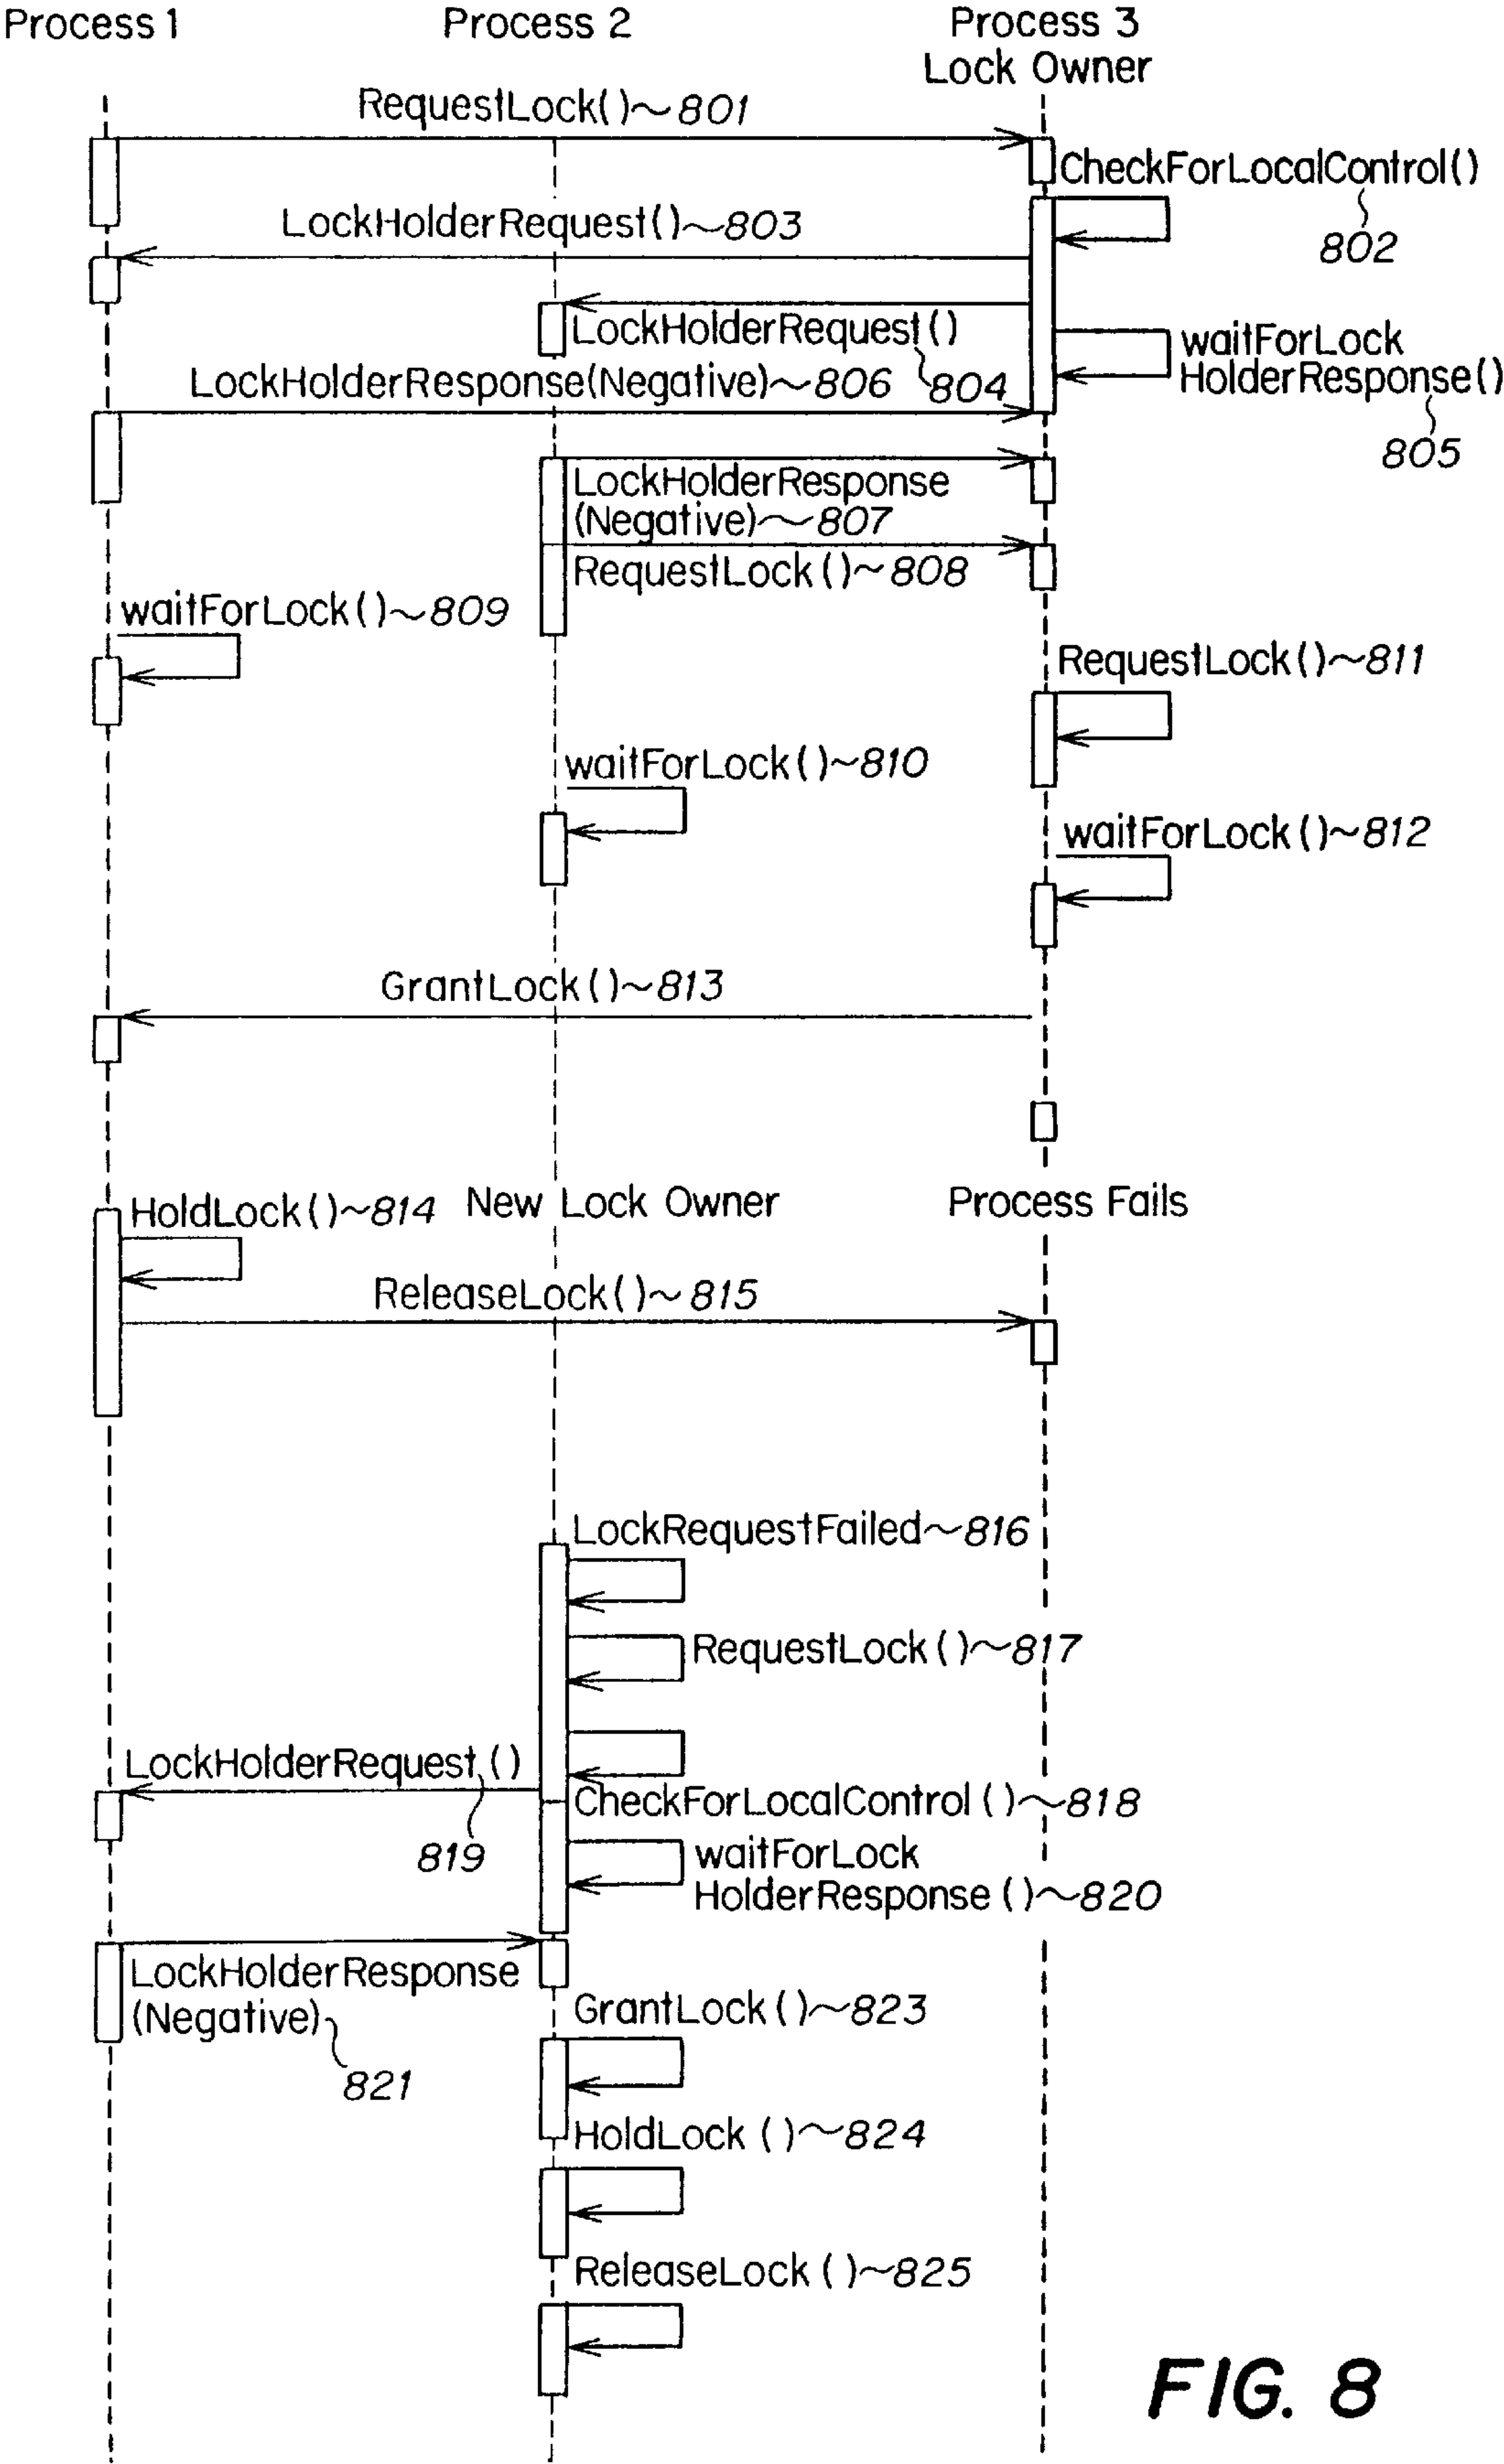 Process 1
Process 2
Process 3
Lock Owner
RequestLock()~801
CheckForLocalControl()
802
LockHolderRequest()~803
LockHolderRequest()
804
waitForLock
HolderResponse()
805
LockHolderResponse(Negative)~806
LockHolderResponse
(Negative)~807
RequestLock()~808
waitForLock()~809
RequestLock()~811
waitForLock()~810
waitForLock()~812
GrantLock()~813
HoldLock()~814
New Lock Owner
Process Fails
ReleaseLock()~815
LockRequestFailed~816
RequestLock()~817
LockHolderRequest()
819
CheckForLocalControl()~818
waitForLock
HolderResponse()~820
LockHolderResponse
(Negative)
821
GrantLock()~823
HoldLock()~824
ReleaseLock()~825
FIG. 8